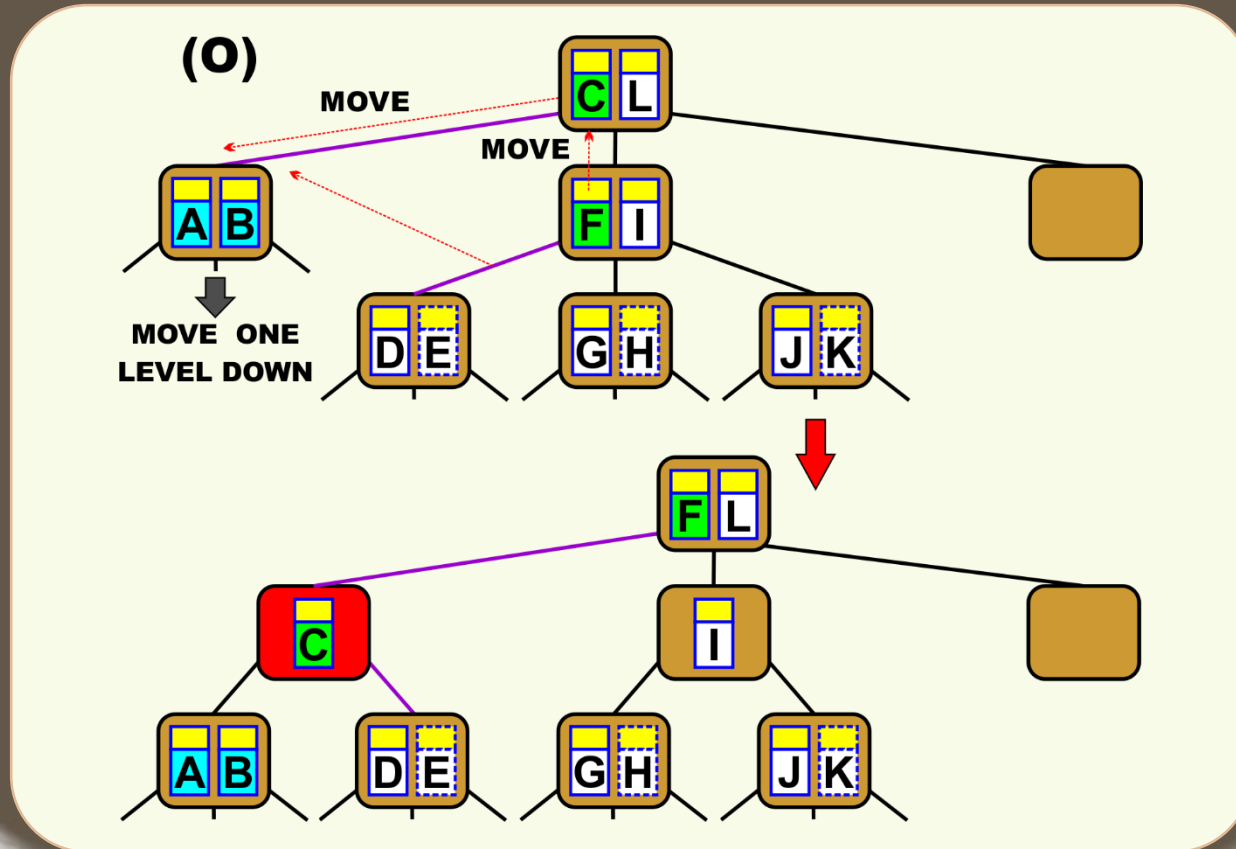 (O)
C L
MOVE
MOVE
A B
F I
MOVE ONE
LEVEL DOWN
D E
G H
J K
F L
C
I
A B
D E
G H
J K